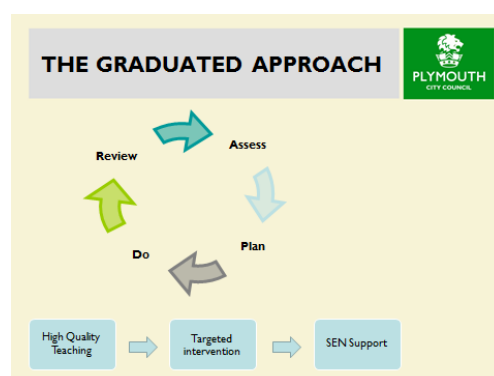 THE GRADUATED APPROACH
PLYMOUTH
CITY COUNCIL
Assess
Review
Plan
Do
High Quality
Teaching
Targeted
intervention
SEN Support